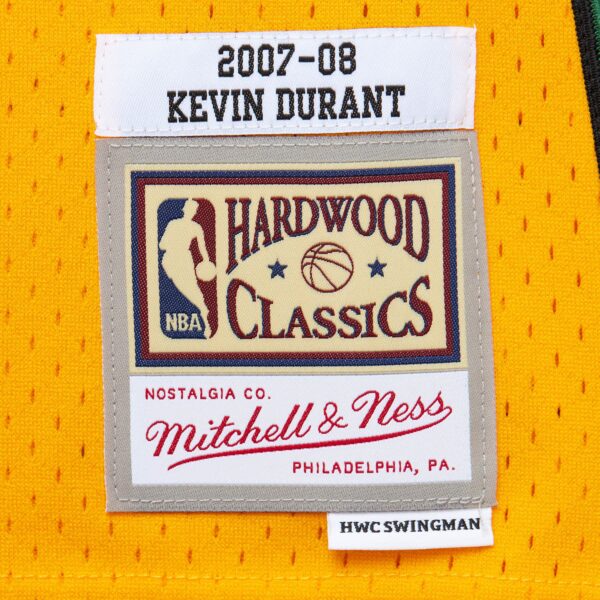 2007-08
KEVIN DURANT
HARDWOOD
CLASSICS
NBA
NOSTALGIA CO.
Mitchell & Ness
PHILADELPHIA, PA.
HWC SWINGMAN